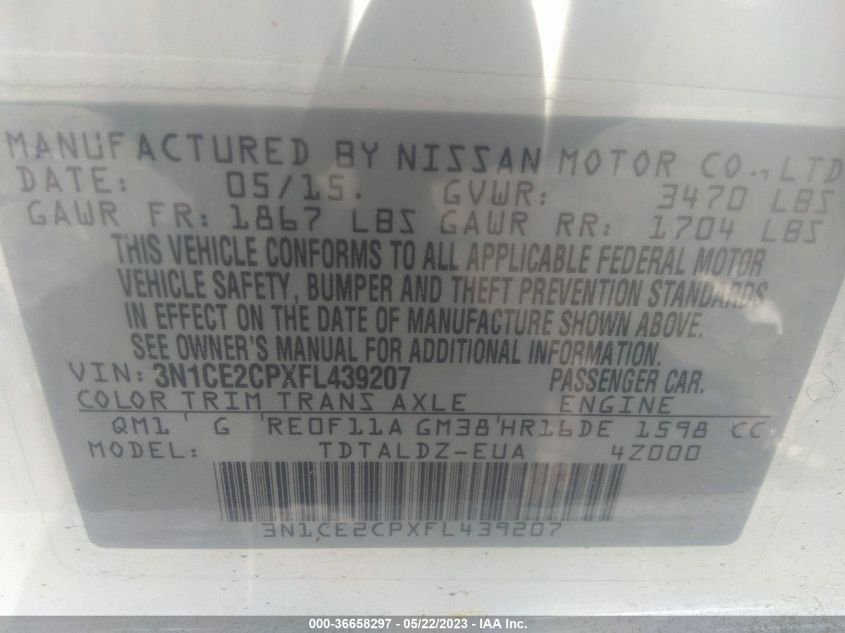 MANUFACTURED BY NISSAN MOTOR CO., LTD
DATE: 05/15. GVWR: 3470 LBS
GAWR FR: 1867 LBS GAWR RR: 1704 LBS
THIS VEHICLE CONFORMS TO ALL APPLICABLE FEDERAL MOTOR
VEHICLE SAFETY, BUMPER AND THEFT PREVENTION STANDARDS
IN EFFECT ON THE DATE OF MANUFACTURE SHOWN ABOVE.
SEE OWNER'S MANUAL FOR ADDITIONAL INFORMATION.
VIN: 3N1CE2CPXFL439207 PASSENGER CAR.
COLOR TRIM TRANS AXLE ENGINE
QM1 G RE0F11A GM38 HR16DE 1598 CC
MODEL: TDTALDZ-EUA 4Z000
3N1CE2CPXFL439207
000-36658297 - 05/22/2023 - IAAI.COM.